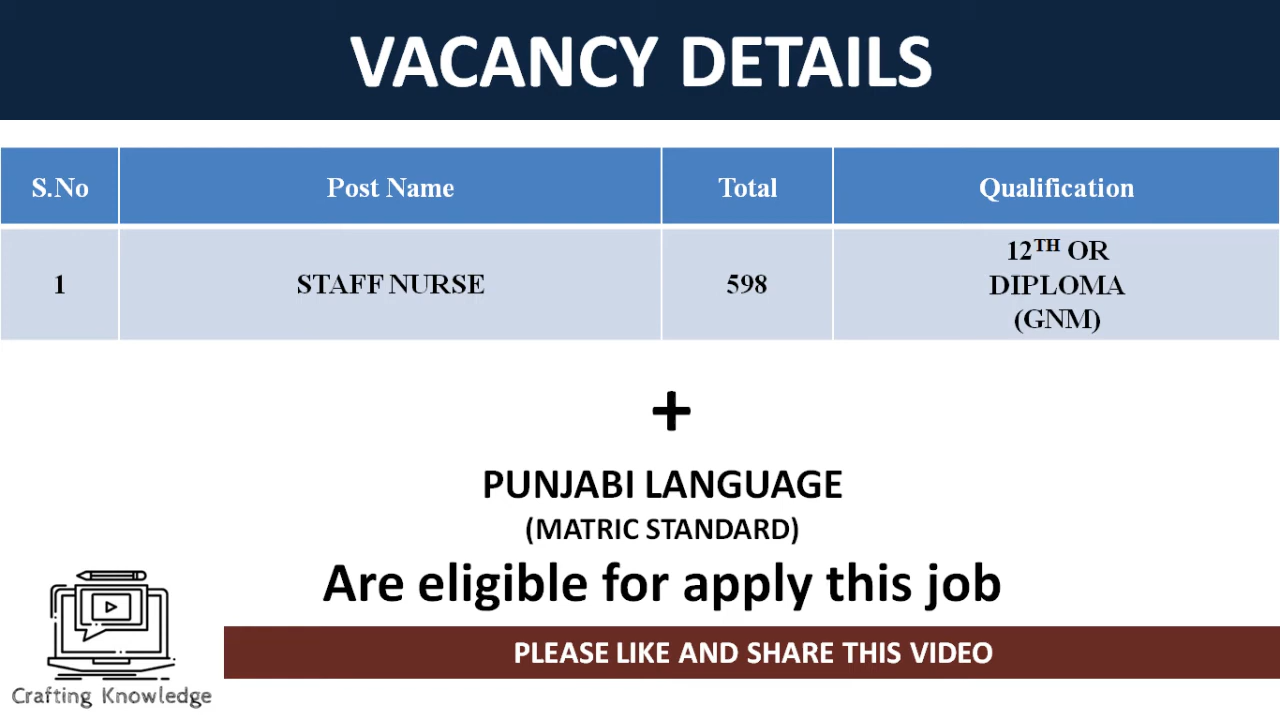 VACANCY DETAILS
S.No Post Name Total Qualification
1 STAFF NURSE 598 12TH OR DIPLOMA (GNM)
+
PUNJABI LANGUAGE
(MATRIC STANDARD)
Are eligible for apply this job
PLEASE LIKE AND SHARE THIS VIDEO
Crafting Knowledge